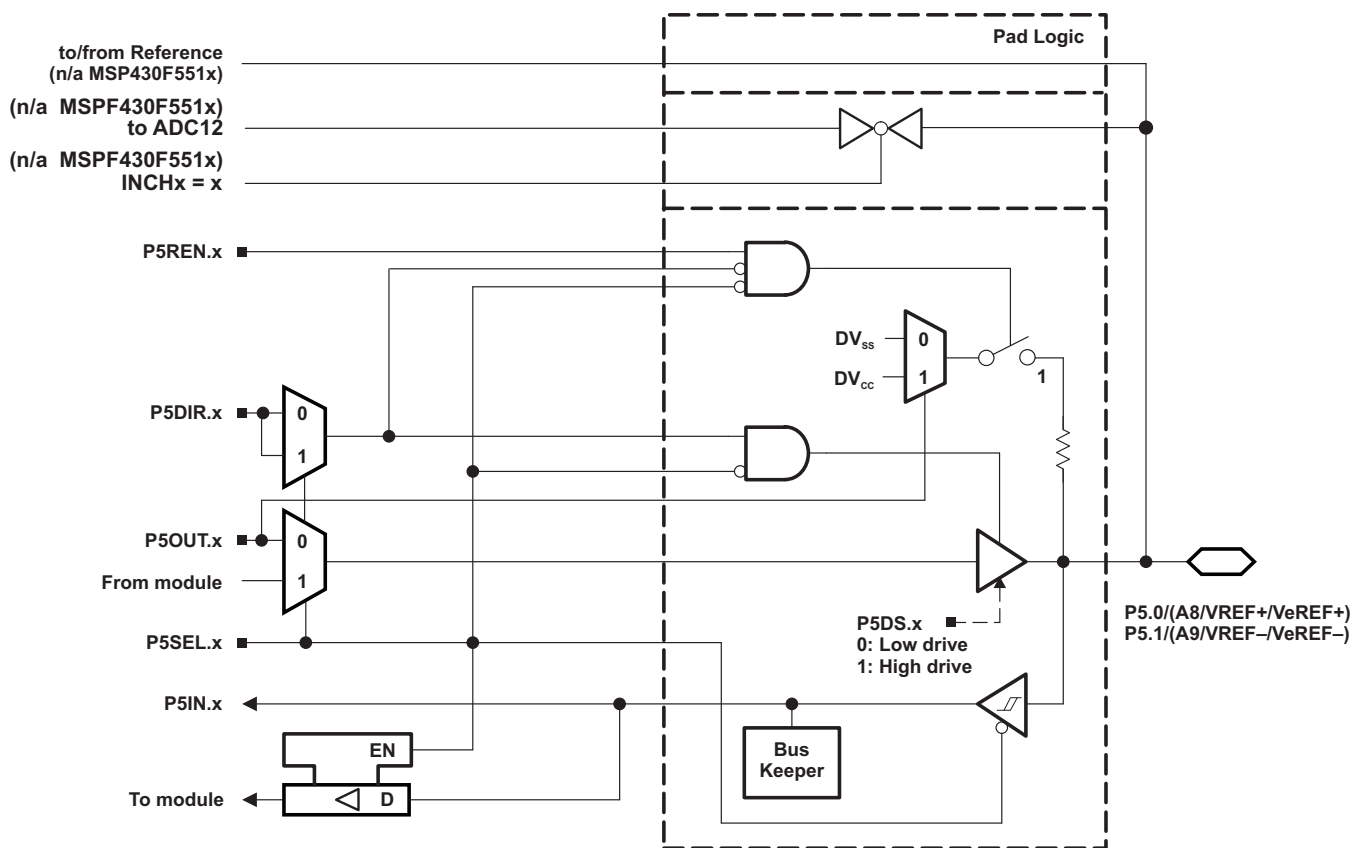 Pad Logic
to/from Reference
(n/a MSP430F551x)
(n/a MSPF430F551x)
to ADC12
(n/a MSPF430F551x)
INCHx = x
P5REN.x
DVss
0
DVcc
1
1
P5DIR.x
0
1
P5OUT.x
0
From module
1
P5DS.x
0: Low drive
1: High drive
P5.0/(A8/VREF+/VeREF+)
P5.1/(A9/VREF–/VeREF–)
P5SEL.x
P5IN.x
Bus
Keeper
EN
To module
D